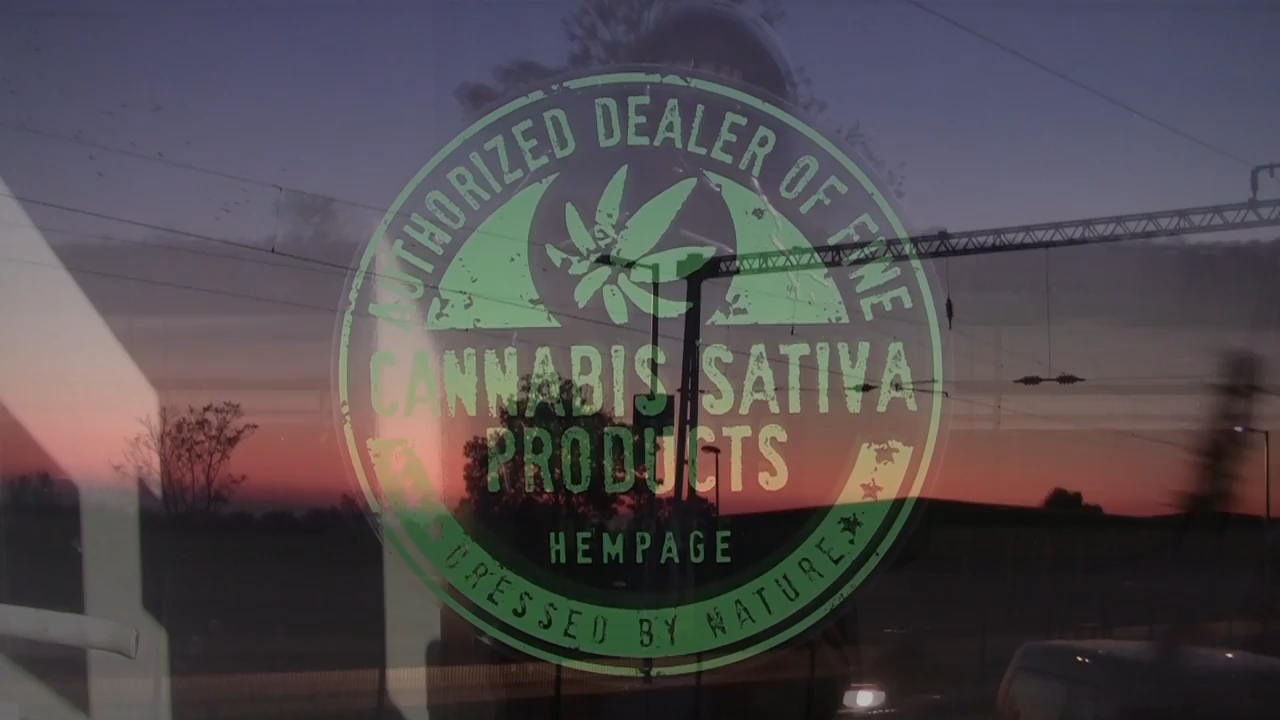 AUTHORIZED DEALER OF FINE
CANNABIS SATIVA
PRODUCTS
HEMPAGE
DRESSED BY NATURE